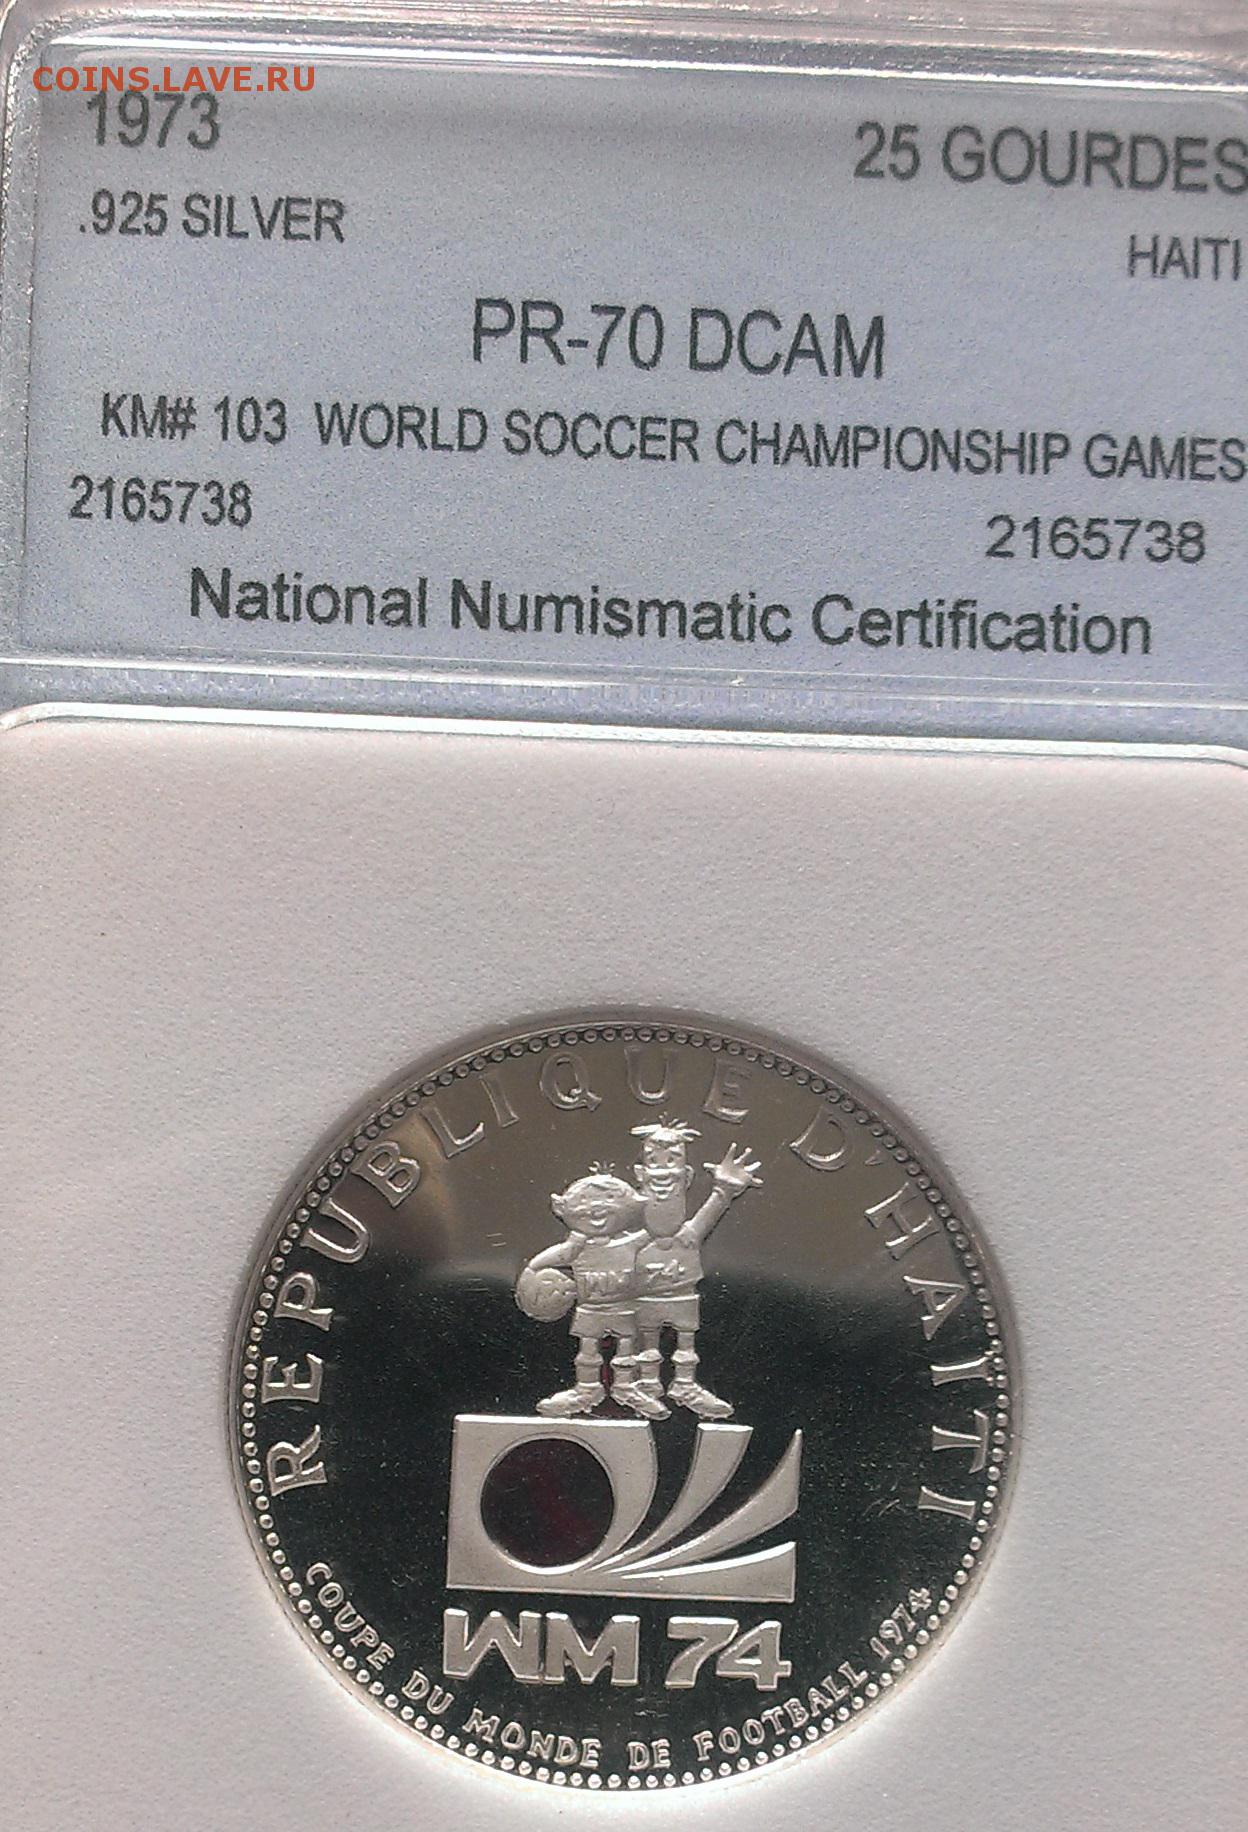 COINS.LAVE.RU
1973
25 GOURDES
.925 SILVER
HAITI
PR-70 DCAM
KM# 103 WORLD SOCCER CHAMPIONSHIP GAMES
2165738
2165738
National Numismatic Certification
REPUBLIQUE D'HAÏTI
WM 74
WM 74
COUPE DU MONDE DE FOOTBALL 1974